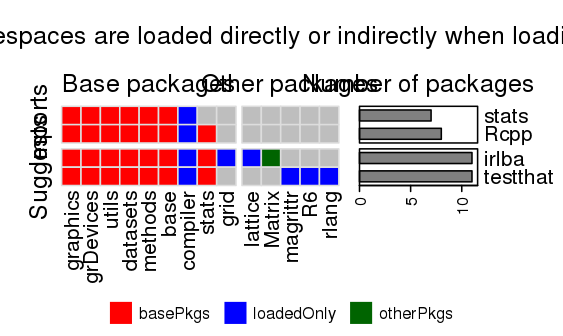 espaces are loaded directly or indirectly when loadi
Base packages Other packages Number of packages
Imports
Suggests
stats
Rcpp
irlba
testthat
graphics
grDevices
utils
datasets
methods
base
compiler
stats
grid
lattice
Matrix
magrittr
R6
rlang
0
5
10
basePkgs loadedOnly otherPkgs